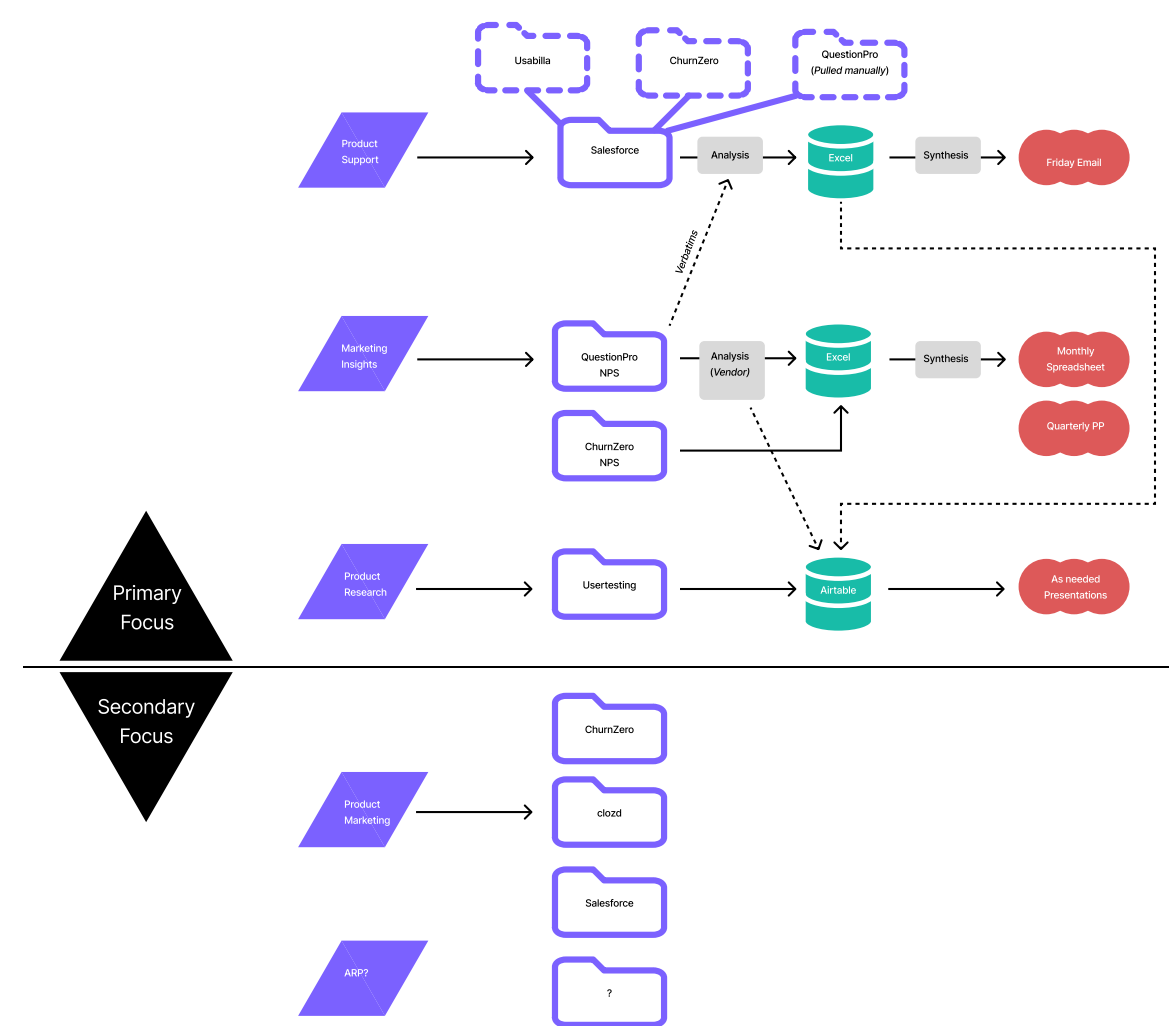 Usabilla
ChurnZero
QuestionPro
(Pulled manually)
Product
Support
Salesforce
Analysis
Excel
Synthesis
Friday Email
Verbatims
Marketing
Insights
QuestionPro
NPS
Analysis
(Vendor)
Excel
Synthesis
Monthly
Spreadsheet
Quarterly PP
ChurnZero
NPS
Primary
Focus
Product
Research
Usertesting
Airtable
As needed
Presentations
Secondary
Focus
ChurnZero
Product
Marketing
clozd
Salesforce
ARP?
?